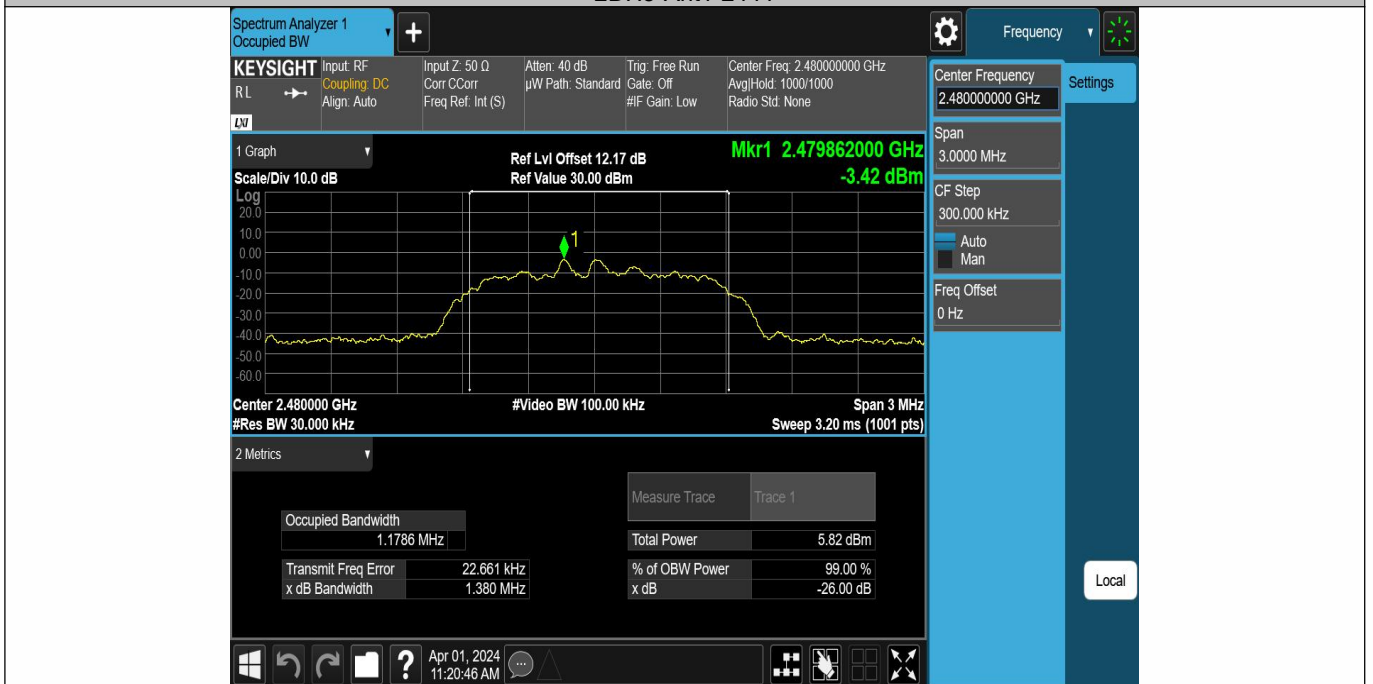 Spectrum Analyzer 1
Occupied BW
+
Frequency
KEYSIGHT
R L
LXI
Input: RF
Coupling: DC
Align: Auto
Input Z: 50 Ω
Corr CCorr
Freq Ref: Int (S)
Atten: 40 dB
µW Path: Standard
Trig: Free Run
Gate: Off
#IF Gain: Low
Center Freq: 2.480000000 GHz
Avg|Hold: 1000/1000
Radio Std: None
Center Frequency
2.480000000 GHz
Settings
Span
3.0000 MHz
CF Step
300.000 kHz
Auto
Man
Freq Offset
0 Hz
Local
1 Graph
Scale/Div 10.0 dB
Ref Lvl Offset 12.17 dB
Ref Value 30.00 dBm
Mkr1 2.479862000 GHz
-3.42 dBm
Log
20.0
10.0
0.00
-10.0
-20.0
-30.0
-40.0
-50.0
-60.0
1
Center 2.480000 GHz
#Res BW 30.000 kHz
#Video BW 100.00 kHz
Span 3 MHz
Sweep 3.20 ms (1001 pts)
2 Metrics
Measure Trace Trace 1
Occupied Bandwidth
1.1786 MHz
Total Power 5.82 dBm
Transmit Freq Error 22.661 kHz
% of OBW Power 99.00 %
x dB Bandwidth 1.380 MHz
x dB -26.00 dB
?
Apr 01, 2024
11:20:46 AM